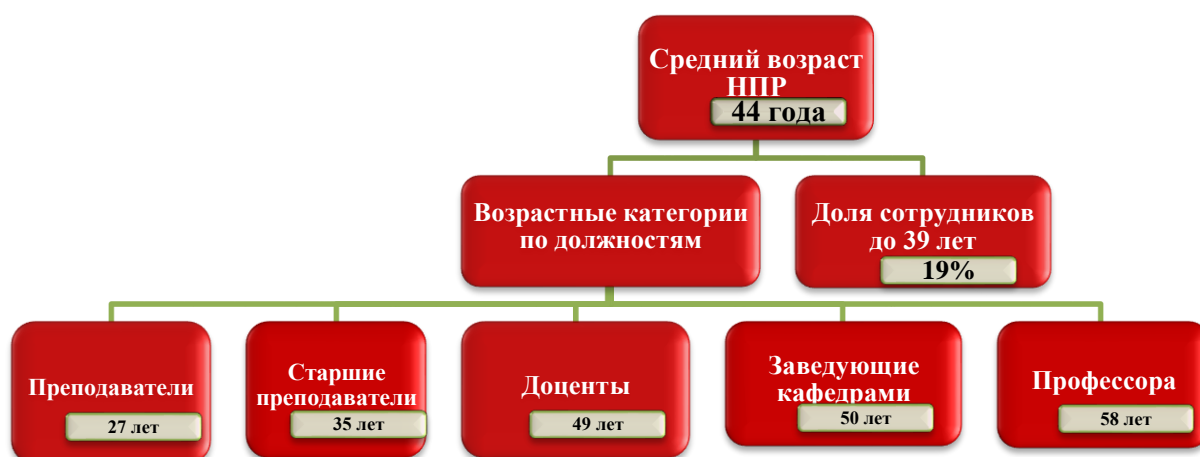 Средний возраст
НПР
44 года
Возрастные категории
по должностям
Доля сотрудников
до 39 лет
19%
Преподаватели
27 лет
Старшие
преподаватели
35 лет
Доценты
49 лет
Заведующие
кафедрами
50 лет
Профессора
58 лет